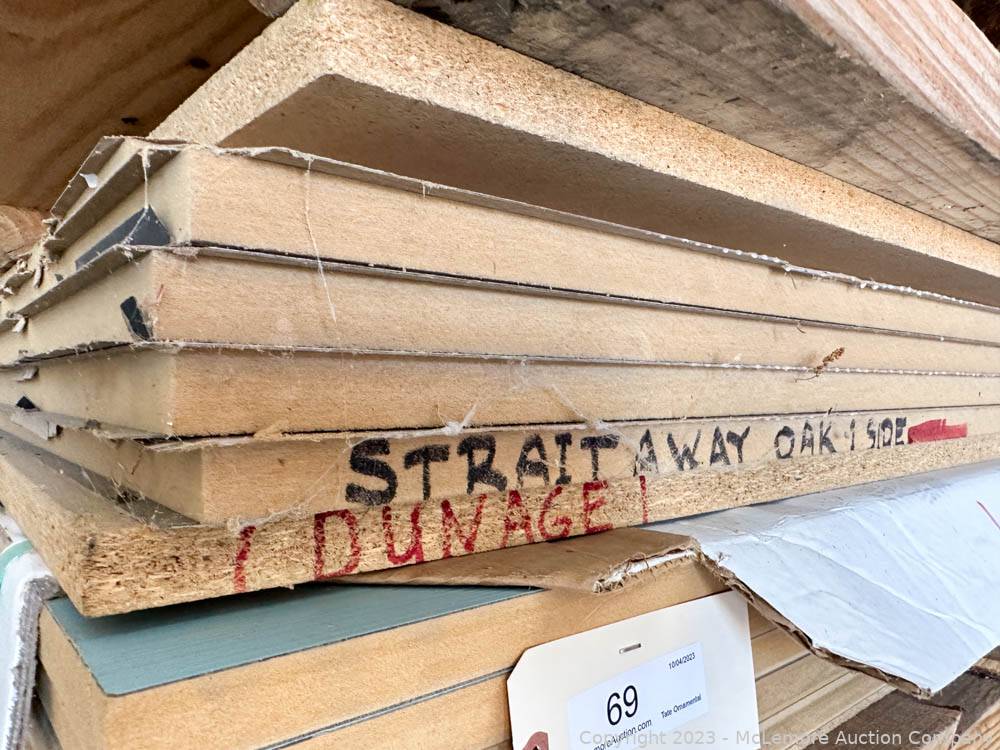 STRAIT AWAY OAK 1 SIDE
( DUNAGE )
10/04/2023
69
Tate Ornamental
Copyright 2023 - McLemore Auction Company